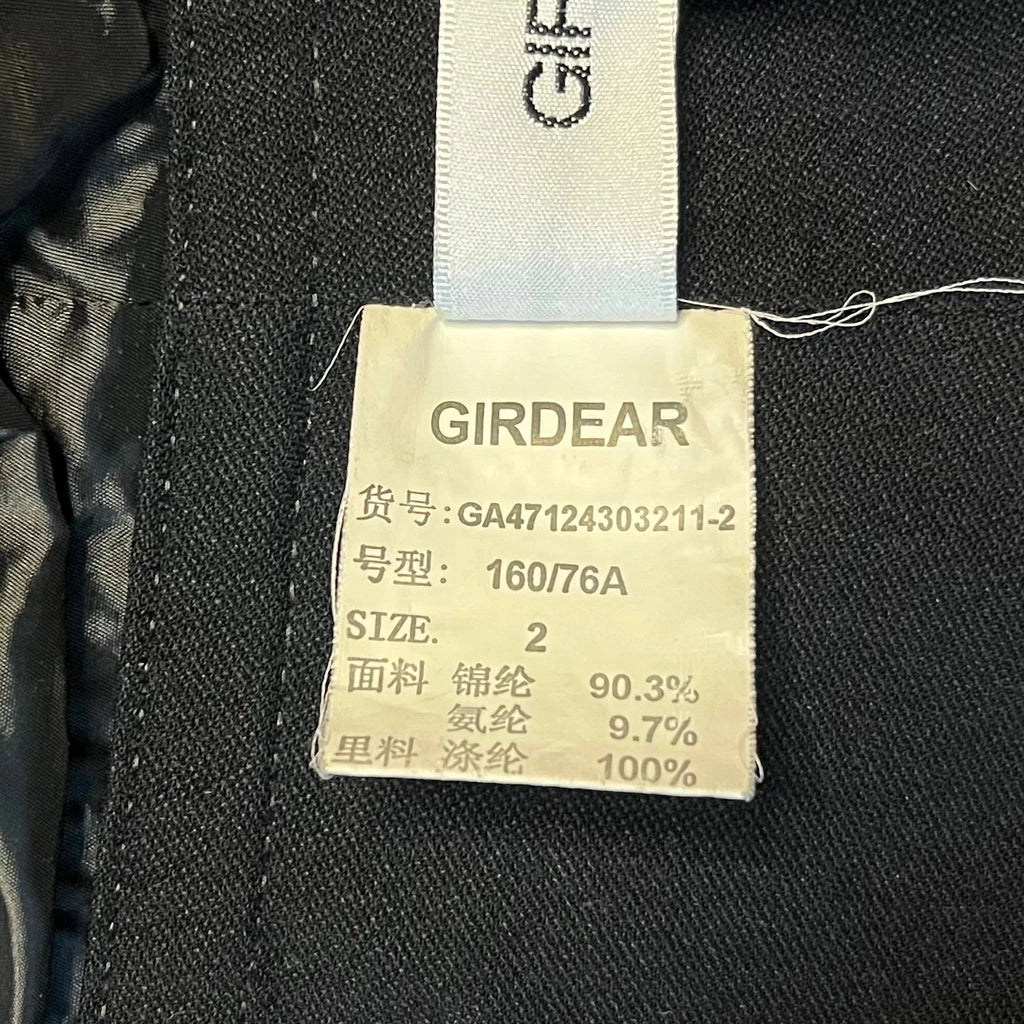 GIR
GIRDEAR
货号:GA47124303211-2
号型: 160/76A
SIZE. 2
面料 锦纶 90.3%
氨纶 9.7%
里料 涤纶 100%